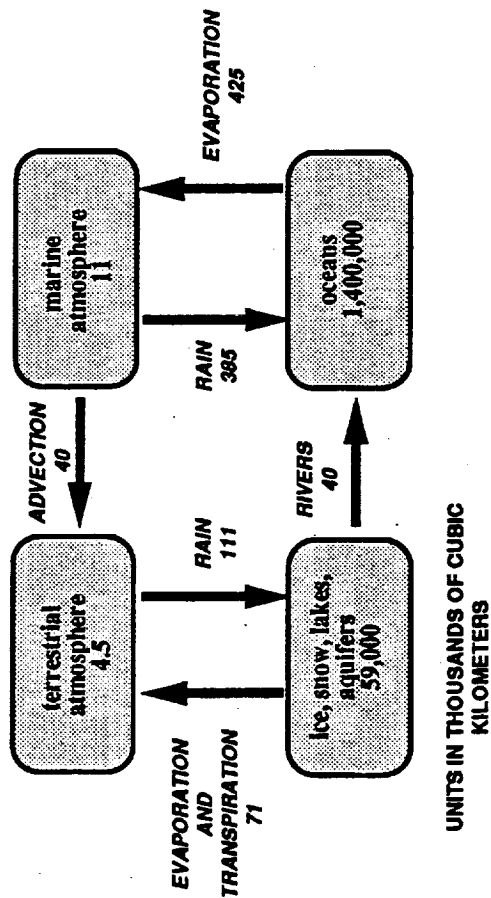 ADVECTION
40
terrestrial
atmosphere
4.5
marine
atmosphere
11
EVAPORATION
AND
TRANSPIRATION
71
RAIN
111
RAIN
385
EVAPORATION
425
ice, snow, lakes,
aquifers
59,000
RIVERS
40
oceans
1,400,000
UNITS IN THOUSANDS OF CUBIC
KILOMETERS